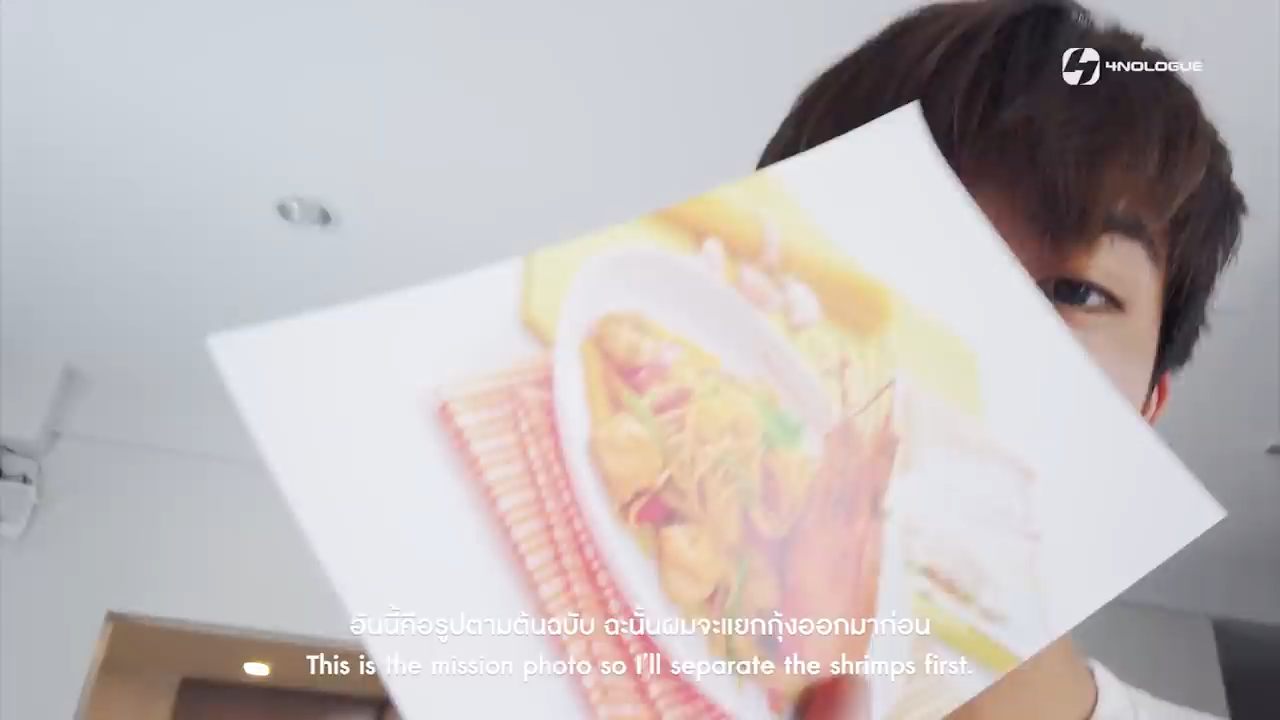 4NOLOGUE
อันนี้คือรูปตามต้นฉบับ ฉะนั้นผมจะแยกกุ้งออกมาก่อน
This is the mission photo so I'll separate the shrimps first.